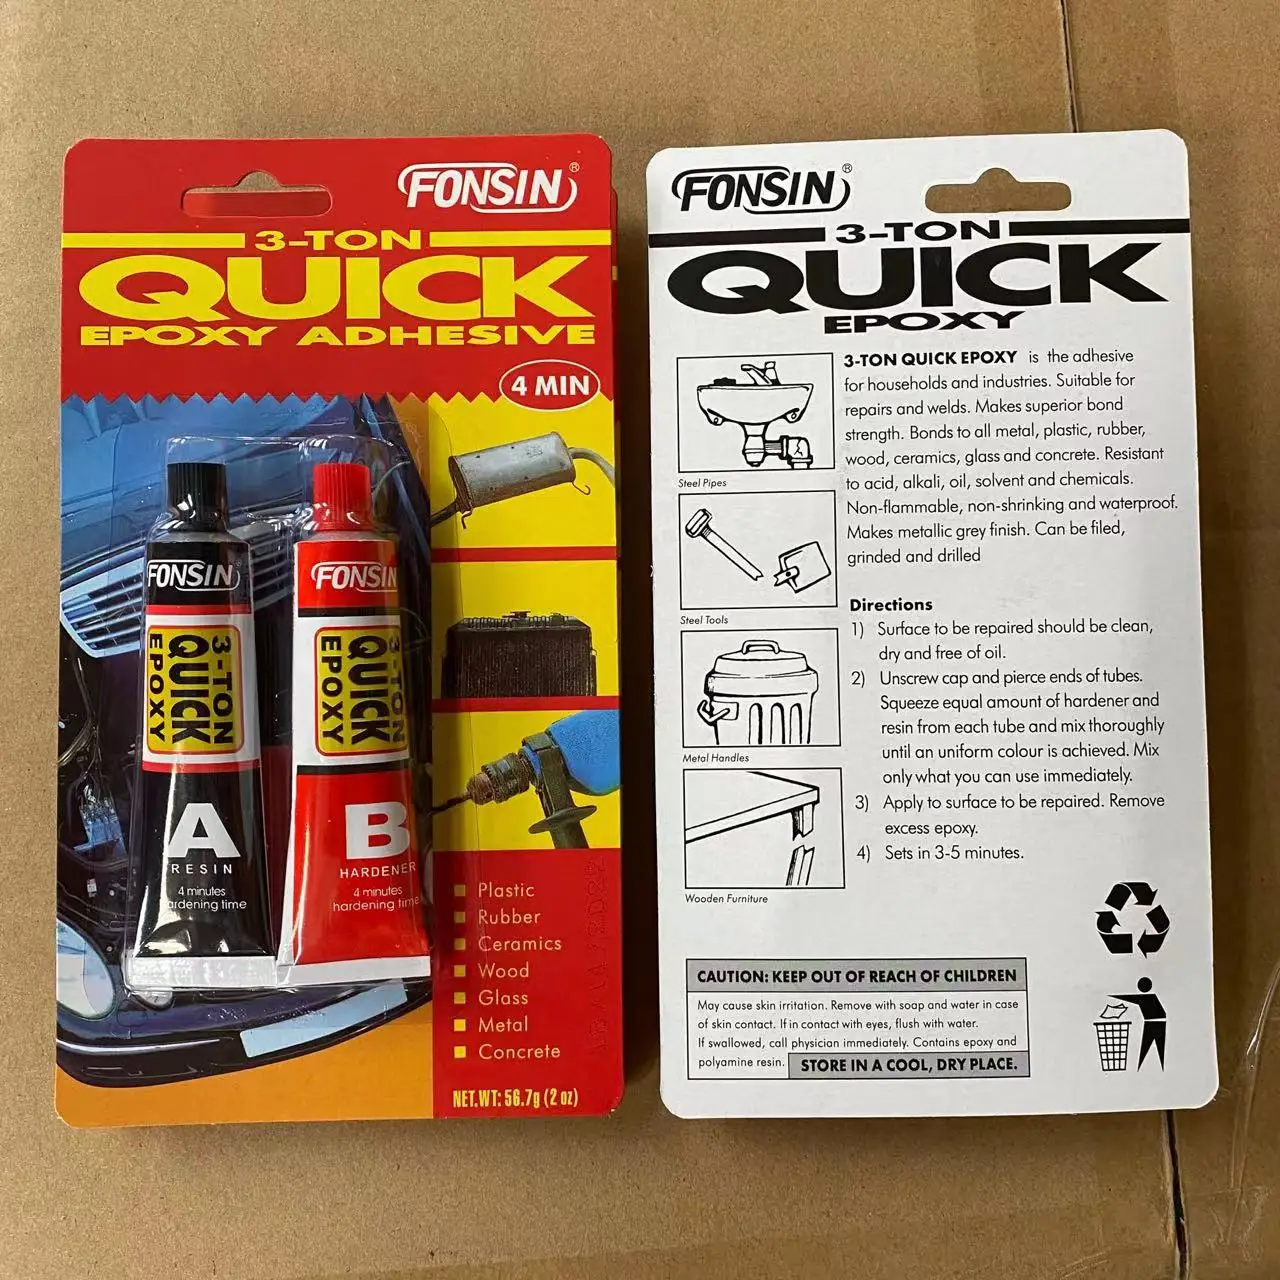 FONSIN®
3-TON
QUICK
EPOXY ADHESIVE
4 MIN
FONSIN
3-TON
QUICK
EPOXY
A
RESIN
4 minutes
ardening time
FONSIN
3-TON
QUICK
EPOXY
B
HARDENER
4 minutes
hardening time
Plastic
Rubber
Ceramics
Wood
Glass
Metal
Concrete
NET.WT: 56.7g (2 oz)
FONSIN®
3-TON
QUICK
EPOXY
Steel Pipes
Steel Tools
Metal Handles
Wooden Furniture
3-TON QUICK EPOXY is the adhesive
for households and industries. Suitable for
repairs and welds. Makes superior bond
strength. Bonds to all metal, plastic, rubber,
wood, ceramics, glass and concrete. Resistant
to acid, alkali, oil, solvent and chemicals.
Non-flammable, non-shrinking and waterproof.
Makes metallic grey finish. Can be filed,
grinded and drilled
Directions
1) Surface to be repaired should be clean,
dry and free of oil.
2) Unscrew cap and pierce ends of tubes.
Squeeze equal amount of hardener and
resin from each tube and mix thoroughly
until an uniform colour is achieved. Mix
only what you can use immediately.
3) Apply to surface to be repaired. Remove
excess epoxy.
4) Sets in 3-5 minutes.
CAUTION: KEEP OUT OF REACH OF CHILDREN
May cause skin irritation. Remove with soap and water in case
of skin contact. If in contact with eyes, flush with water.
If swallowed, call physician immediately. Contains epoxy and
polyamine resin. STORE IN A COOL, DRY PLACE.